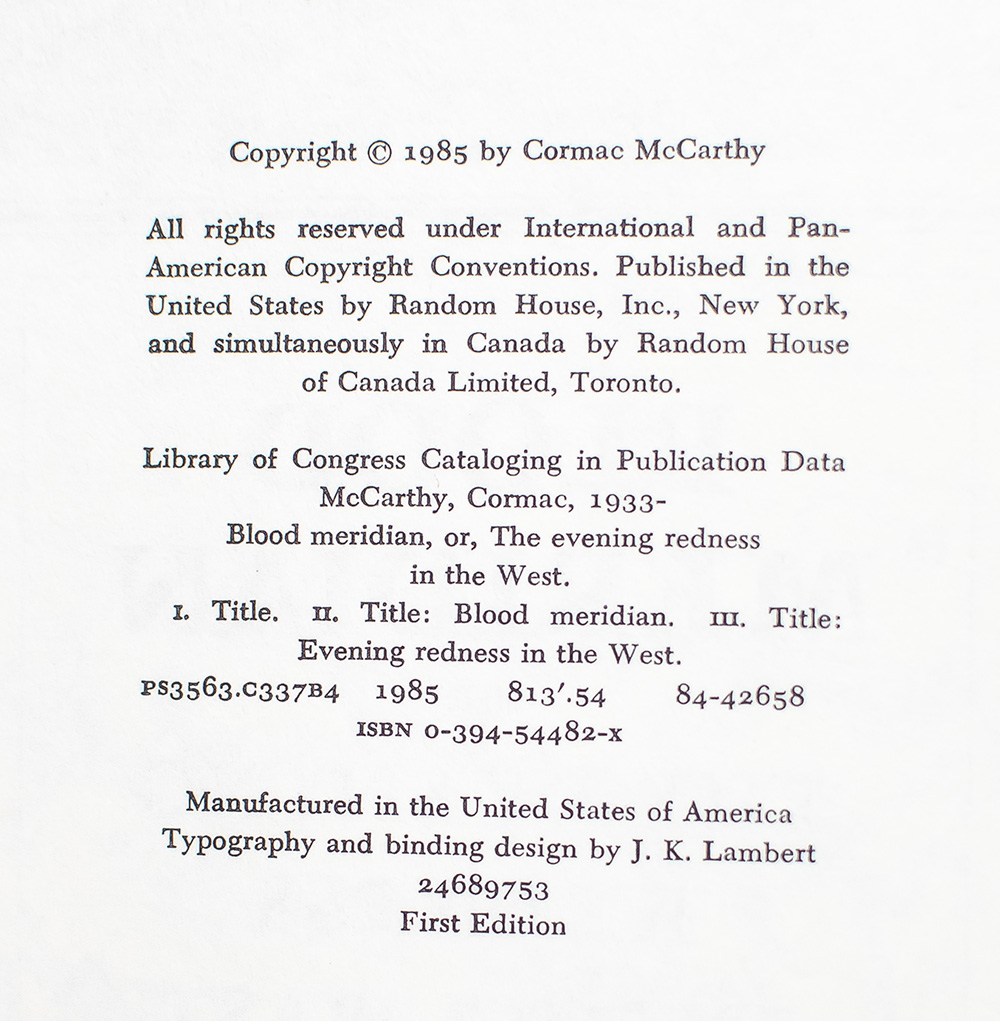 Copyright © 1985 by Cormac McCarthy
All rights reserved under International and Pan-
American Copyright Conventions. Published in the
United States by Random House, Inc., New York,
and simultaneously in Canada by Random House
of Canada Limited, Toronto.
Library of Congress Cataloging in Publication Data
McCarthy, Cormac, 1933-
Blood meridian, or, The evening redness
in the West.
I. Title. II. Title: Blood meridian. III. Title:
Evening redness in the West.
PS3563.C337B4 1985 813'.54 84-42658
ISBN 0-394-54482-X
Manufactured in the United States of America
Typography and binding design by J. K. Lambert
24689753
First Edition